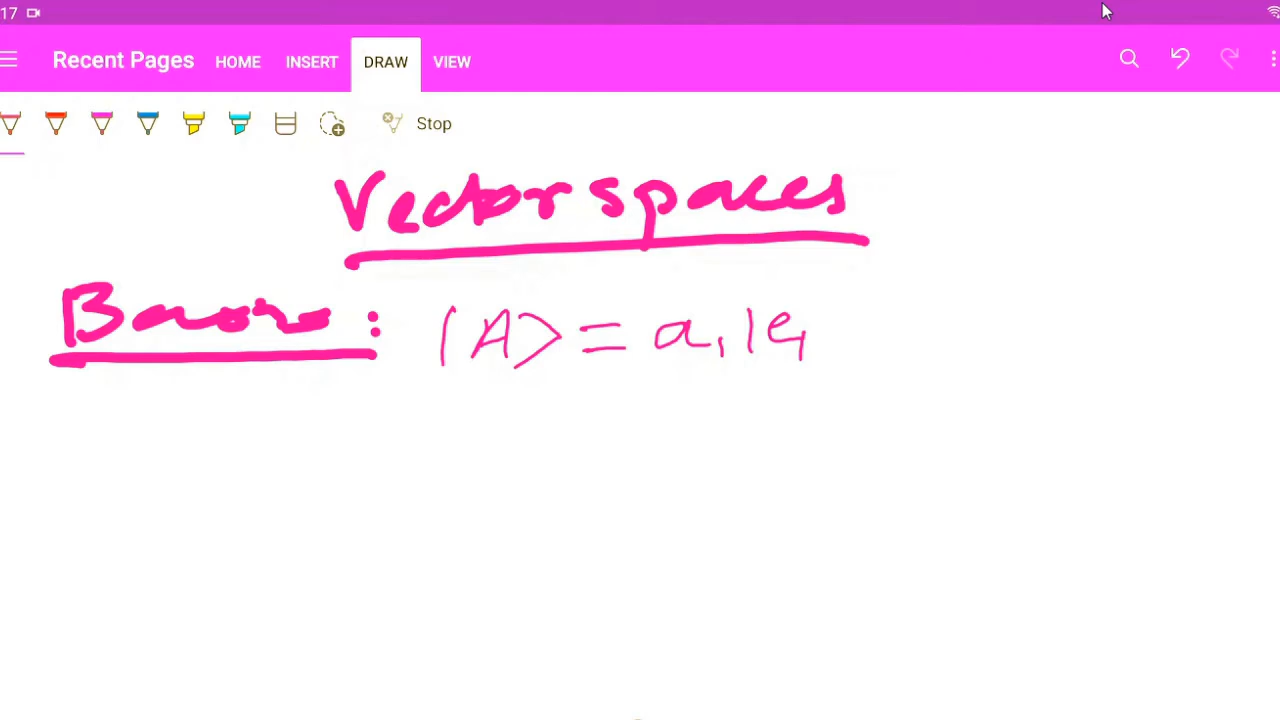 17
Recent Pages HOME INSERT DRAW VIEW
Stop
Vector spaces
Basis : |A> = a₁ |e₁